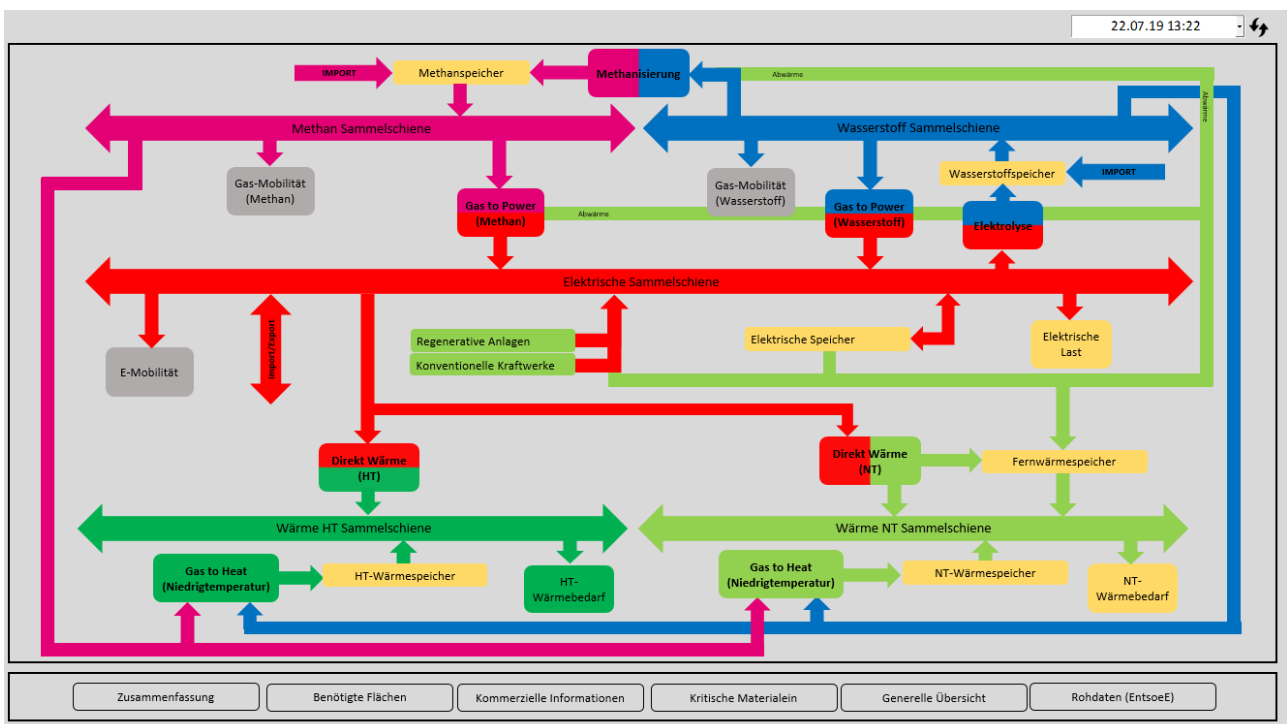 22.07.19 13:22
IMPORT
Methanspeicher
Methanisierung
Abwärme
Abwärme
Methan Sammelschiene
Wasserstoff Sammelschiene
Gas-Mobilität
(Methan)
Gas to Power
(Methan)
Abwärme
Gas-Mobilität
(Wasserstoff)
Gas to Power
(Wasserstoff)
Wasserstoffspeicher
IMPORT
Elektrolyse
Elektrische Sammelschiene
E-Mobilität
Import/Export
Regenerative Anlagen
Konventionelle Kraftwerke
Elektrische Speicher
Elektrische
Last
Direkt Wärme
(HT)
Direkt Wärme
(NT)
Fernwärmespeicher
Wärme HT Sammelschiene
Wärme NT Sammelschiene
Gas to Heat
(Niedrigtemperatur)
HT-Wärmespeicher
HT-
Wärmebedarf
Gas to Heat
(Niedrigtemperatur)
NT-Wärmespeicher
NT-
Wärmebedarf
Zusammenfassung
Benötigte Flächen
Kommerzielle Informationen
Kritische Materialein
Generelle Übersicht
Rohdaten (EntsoeE)